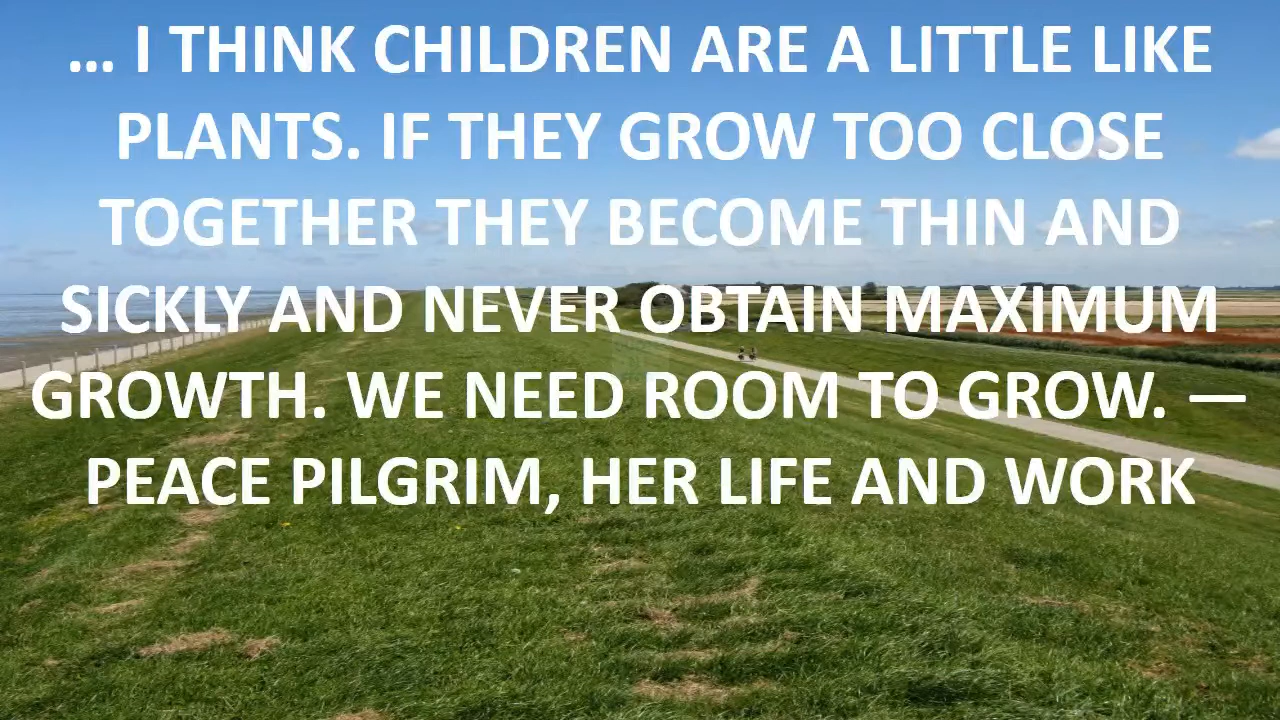 … I THINK CHILDREN ARE A LITTLE LIKE
PLANTS. IF THEY GROW TOO CLOSE
TOGETHER THEY BECOME THIN AND
SICKLY AND NEVER OBTAIN MAXIMUM
GROWTH. WE NEED ROOM TO GROW. —
PEACE PILGRIM, HER LIFE AND WORK